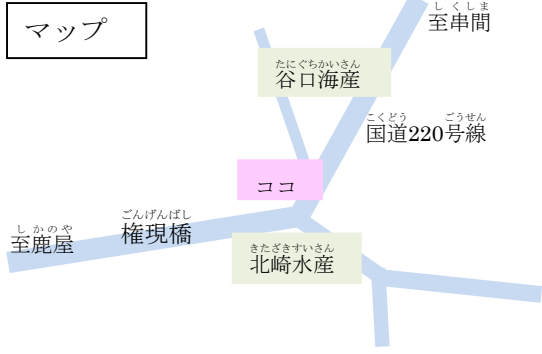 マップ
しくしま
至串間
たにぐちかいさん
谷口海産
こくどう ごうせん
国道220号線
ココ
ごんげんばし
権現橋
しかのや
至鹿屋
きたざきすいさん
北崎水産